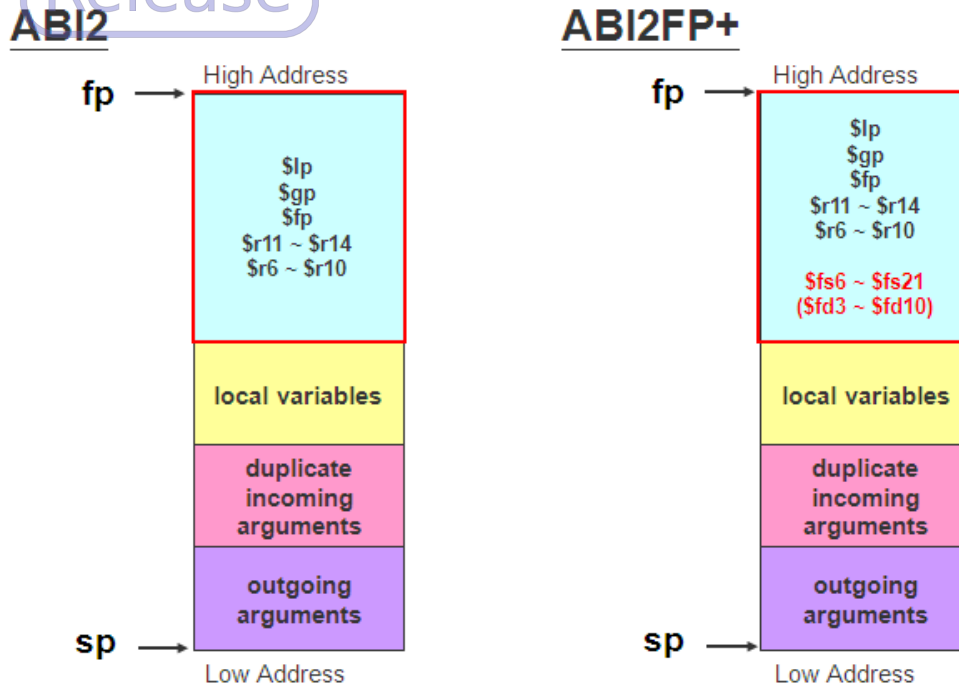 Release
ABI2
High Address
fp
$lp
$gp
$fp
$r11 ~ $r14
$r6 ~ $r10
local variables
duplicate
incoming
arguments
outgoing
arguments
sp
Low Address
ABI2FP+
High Address
fp
$lp
$gp
$fp
$r11 ~ $r14
$r6 ~ $r10
$fs6 ~ $fs21
($fd3 ~ $fd10)
local variables
duplicate
incoming
arguments
outgoing
arguments
sp
Low Address